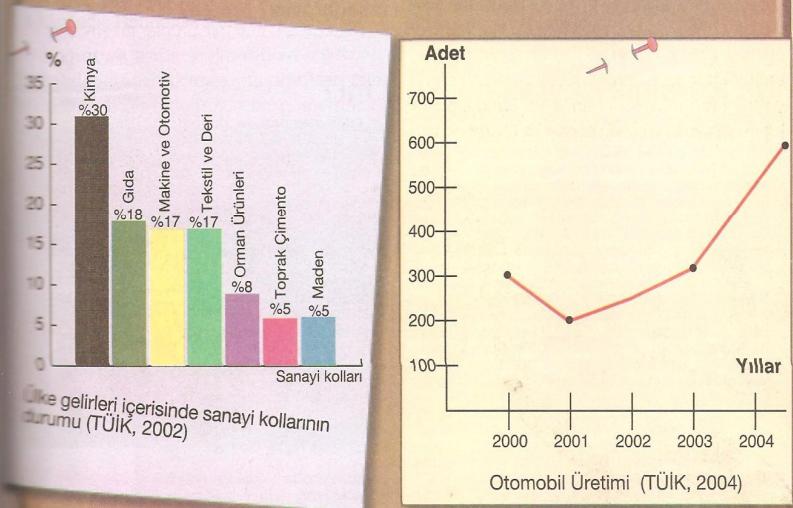 %
35
30
25
20
15
10
5
0
Kimya
%30
Gıda
%18
Makine ve Otomotiv
%17
Tekstil ve Deri
%17
Orman Ürünleri
%8
Toprak Çimento
%5
Maden
%5
Sanayi kolları
Ülke gelirleri içerisinde sanayi kollarının
durumu (TÜİK, 2002)
Adet
700
600
500
400
300
200
100
Yıllar
2000 2001 2002 2003 2004
Otomobil Üretimi (TÜİK, 2004)